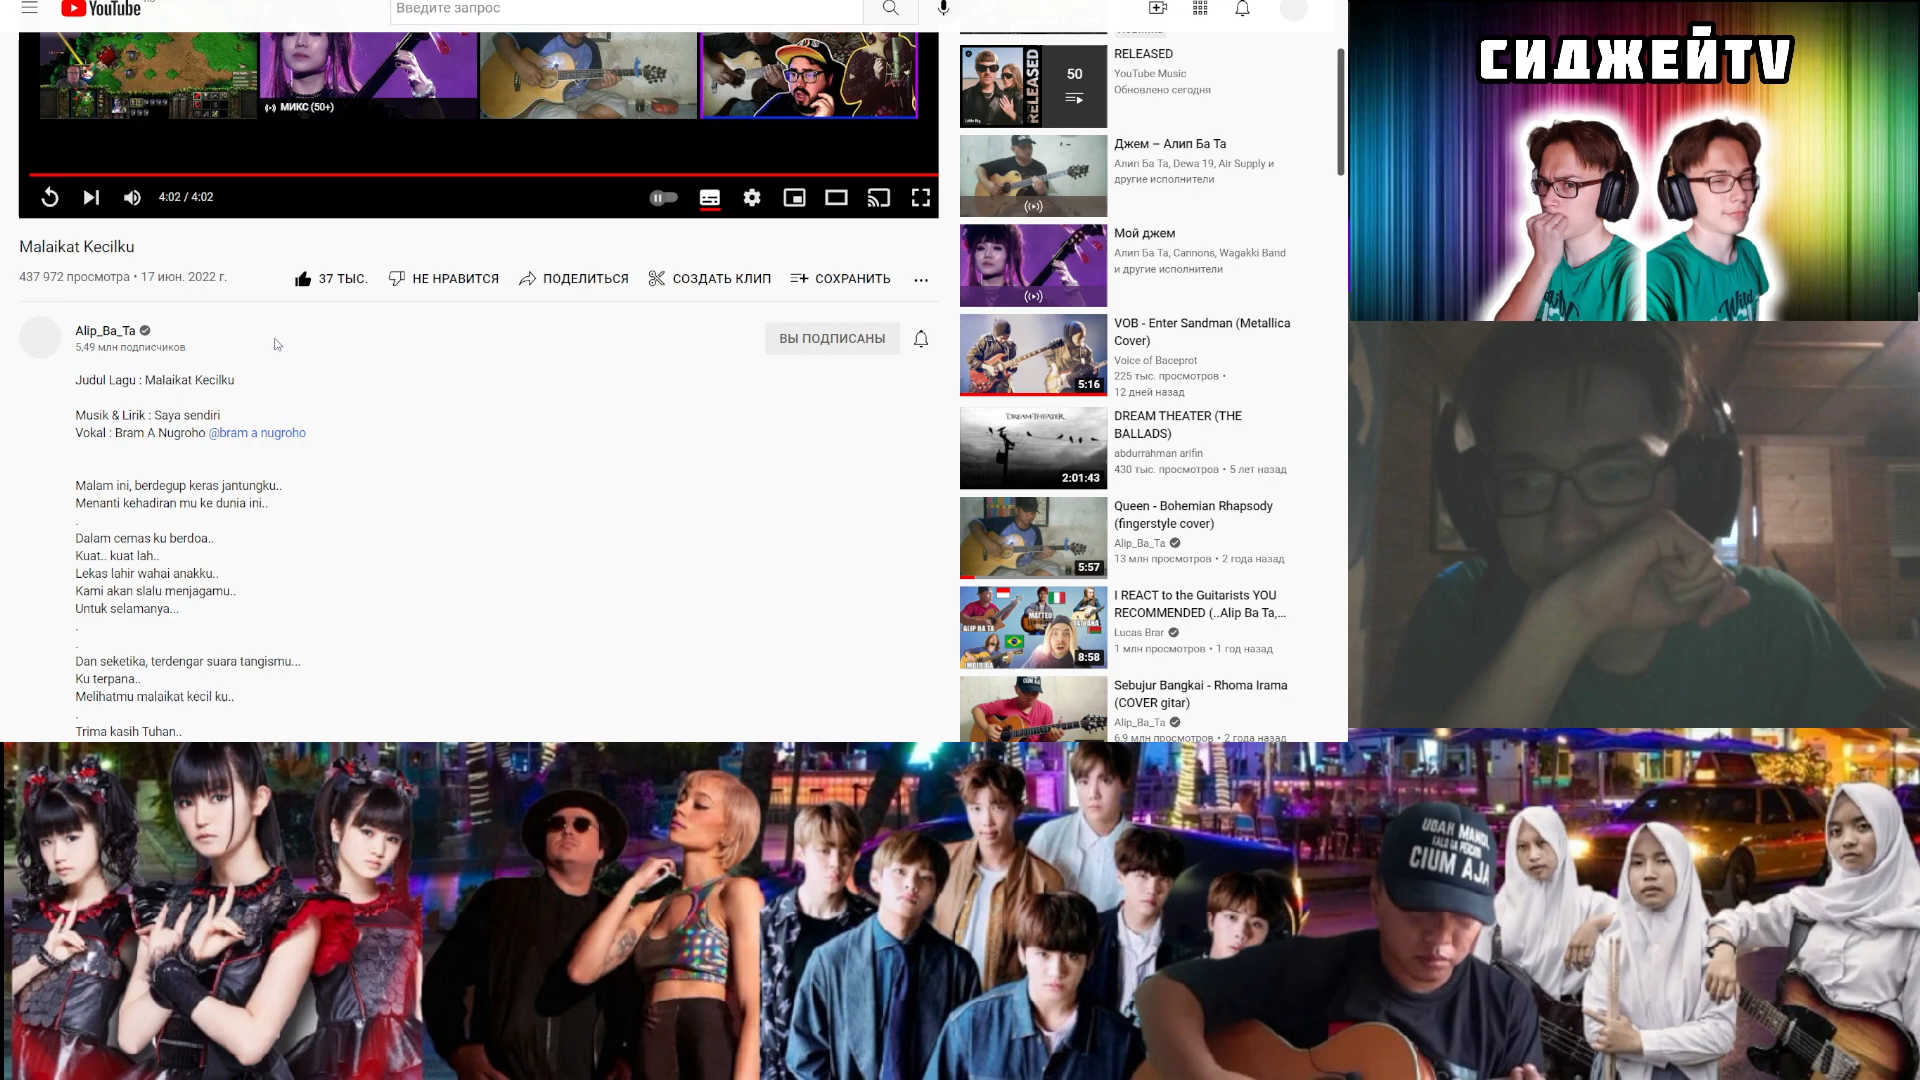 YouTube
Введите запрос
МИКС (50+)
4:02 / 4:02
Malaikat Kecilku
437 972 просмотра • 17 июн. 2022 г.
37 ТЫС.
НЕ НРАВИТСЯ
ПОДЕЛИТЬСЯ
СОЗДАТЬ КЛИП
СОХРАНИТЬ
Alip_Ba_Ta
5,49 млн подписчиков
ВЫ ПОДПИСАНЫ
Judul Lagu : Malaikat Kecilku
Musik & Lirik : Saya sendiri
Vokal : Bram A Nugroho @bram a nugroho
Malam ini, berdegup keras jantungku..
Menanti kehadiran mu ke dunia ini..
.
Dalam cemas ku berdoa..
Kuat.. kuat lah..
Lekas lahir wahai anakku..
Kami akan slalu menjagamu..
Untuk selamanya...
.
.
Dan seketika, terdengar suara tangismu...
Ku terpana..
Melihatmu malaikat kecil ku..
.
Trima kasih Tuhan..
RELEASED
50
RELEASED
YouTube Music
Обновлено сегодня
Джем – Алип Ба Та
Алип Ба Та, Dewa 19, Air Supply и
другие исполнители
Мой джем
Алип Ба Та, Cannons, Wagakki Band
и другие исполнители
5:16
VOB - Enter Sandman (Metallica
Cover)
Voice of Baceprot
225 тыс. просмотров •
12 дней назад
DREAM THEATER
2:01:43
DREAM THEATER (THE
BALLADS)
abdurrahman arifin
430 тыс. просмотров • 5 лет назад
5:57
Queen - Bohemian Rhapsody
(fingerstyle cover)
Alip_Ba_Ta
13 млн просмотров • 2 года назад
ALIP BA TA
MATTEO
8:58
I REACT to the Guitarists YOU
RECOMMENDED (..Alip Ba Ta,...
Lucas Brar
1 млн просмотров • 1 год назад
Sebujur Bangkai - Rhoma Irama
(COVER gitar)
Alip_Ba_Ta
6,9 млн просмотров • 2 года назад
СИДЖЕЙTV
UDAH MANDI,
CIUM AJA